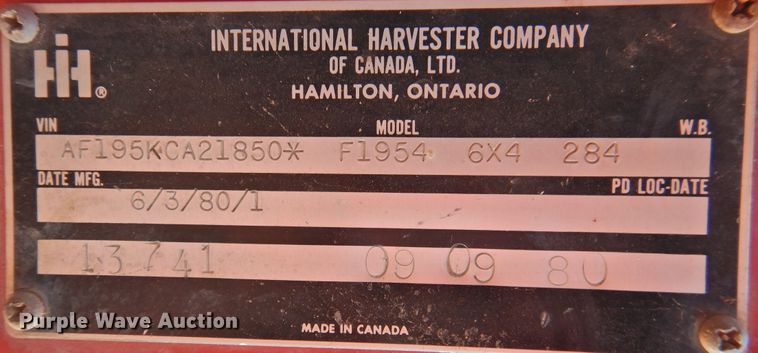 IH®
INTERNATIONAL HARVESTER COMPANY
OF CANADA, LTD.
HAMILTON, ONTARIO
VIN MODEL W.B.
AF195KCA21850* F1954 6X4 284
DATE MFG. PD LOC-DATE
6/3/80/1
13741 09 09 80
MADE IN CANADA
Purple Wave Auction